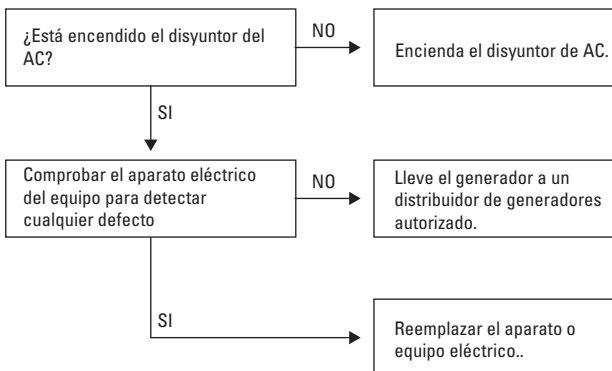 ¿Está encendido el disyuntor del
AC?
NO
Encienda el disyuntor de AC.
SI
Comprobar el aparato eléctrico
del equipo para detectar
cualquier defecto
NO
Lleve el generador a un
distribuidor de generadores
autorizado.
SI
Reemplazar el aparato o
equipo eléctrico..